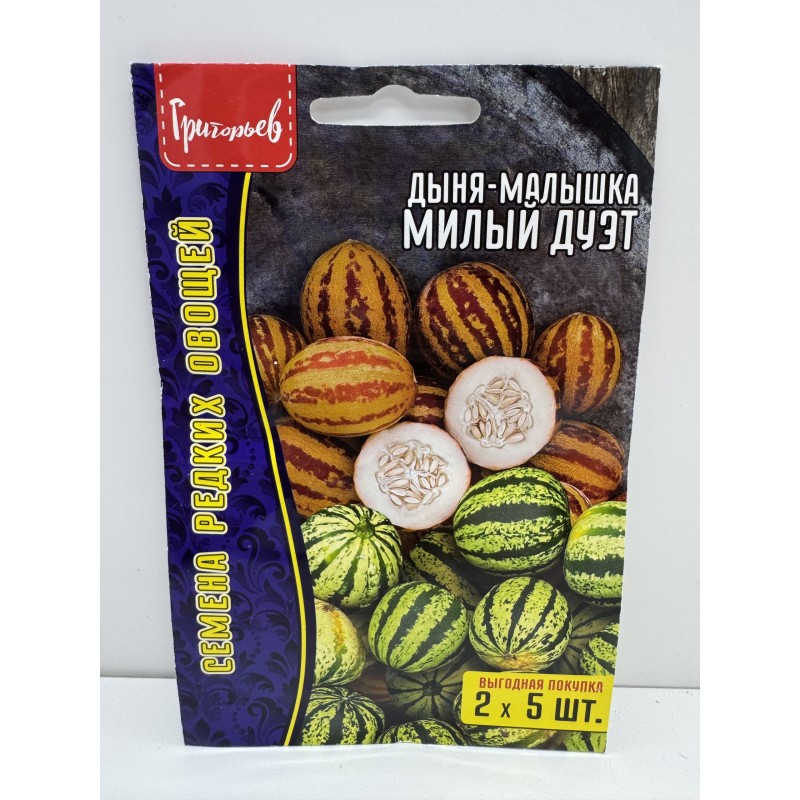 Григорьев
ДЫНЯ-МАЛЫШКА
МИЛЫЙ ДУЭТ
СЕМЕНА РЕДКИХ ОВОЩЕЙ
ВЫГОДНАЯ ПОКУПКА
2 х 5 ШТ.